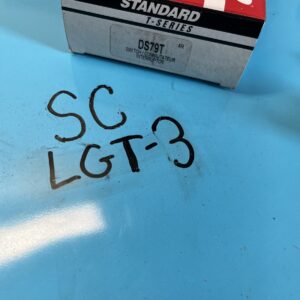 STANDARD
T-SERIES
DS79T
SC
LGT-3